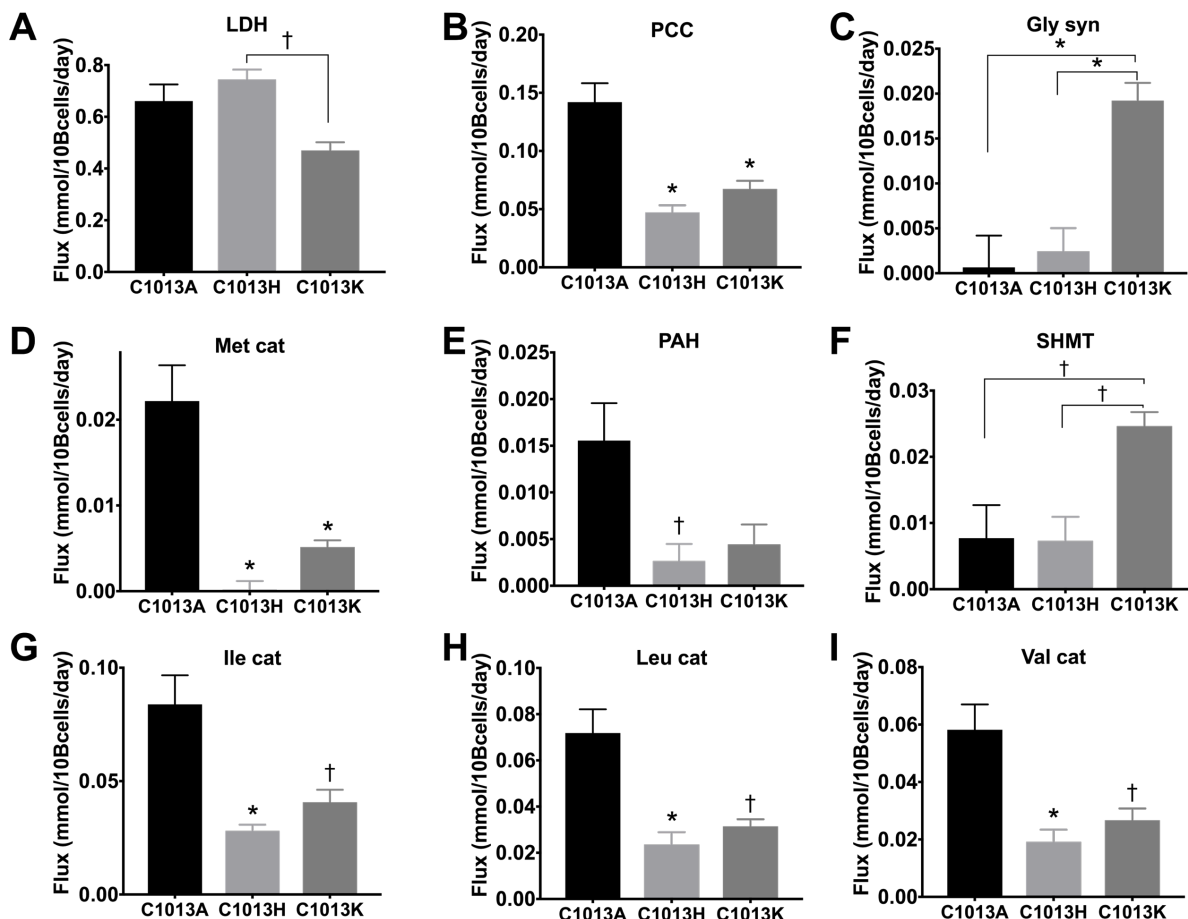 A
LDH
†
Flux (mmol/10Bcells/day)
0.8
0.6
0.4
0.2
0.0
C1013A C1013H C1013K
B
PCC
Flux (mmol/10Bcells/day)
0.20
0.15
0.10
0.05
0.00
* *
C1013A C1013H C1013K
C
Gly syn
*
*
Flux (mmol/10Bcells/day)
0.025
0.020
0.015
0.010
0.005
0.000
C1013A C1013H C1013K
D
Met cat
Flux (mmol/10Bcells/day)
0.02
0.01
0.00
* *
C1013A C1013H C1013K
E
PAH
Flux (mmol/10Bcells/day)
0.025
0.020
0.015
0.010
0.005
0.000
†
C1013A C1013H C1013K
F
SHMT
†
†
Flux (mmol/10Bcells/day)
0.03
0.02
0.01
0.00
C1013A C1013H C1013K
G
Ile cat
Flux (mmol/10Bcells/day)
0.10
0.05
0.00
* †
C1013A C1013H C1013K
H
Leu cat
Flux (mmol/10Bcells/day)
0.10
0.08
0.06
0.04
0.02
0.00
* †
C1013A C1013H C1013K
I
Val cat
Flux (mmol/10Bcells/day)
0.08
0.06
0.04
0.02
0.00
* †
C1013A C1013H C1013K